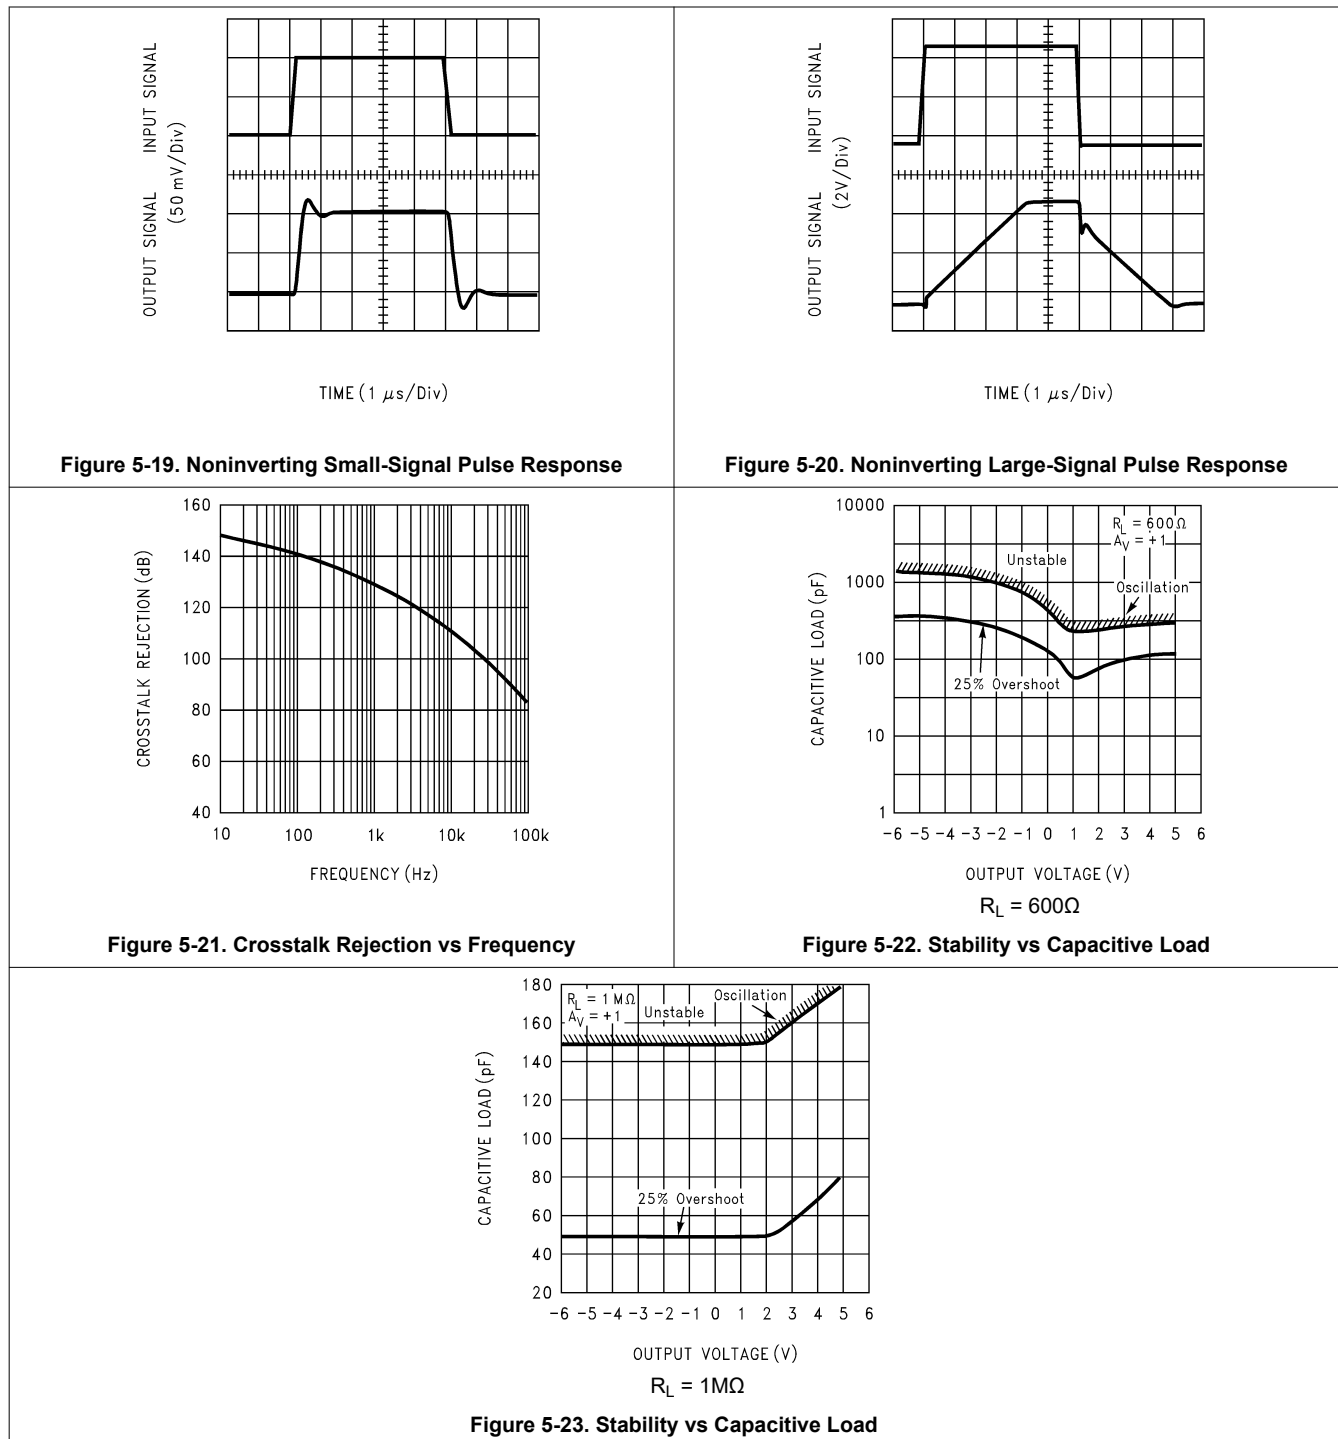 INPUT SIGNAL
OUTPUT SIGNAL
(50 mV/Div)
TIME (1 μs/Div)
Figure 5-19. Noninverting Small-Signal Pulse Response
INPUT SIGNAL
OUTPUT SIGNAL
(2V/Div)
TIME (1 μs/Div)
Figure 5-20. Noninverting Large-Signal Pulse Response
CROSSTALK REJECTION (dB)
160
140
120
100
80
60
40
10 100 1k 10k 100k
FREQUENCY (Hz)
Figure 5-21. Crosstalk Rejection vs Frequency
CAPACITIVE LOAD (pF)
10000
1000
100
10
1
RL = 600Ω
AV = +1
Unstable
Oscillation
25% Overshoot
-6 -5 -4 -3 -2 -1 0 1 2 3 4 5 6
OUTPUT VOLTAGE (V)
RL = 600Ω
Figure 5-22. Stability vs Capacitive Load
CAPACITIVE LOAD (pF)
180
160
140
120
100
80
60
40
20
RL = 1 MΩ
AV = +1
Unstable
Oscillation
25% Overshoot
-6 -5 -4 -3 -2 -1 0 1 2 3 4 5 6
OUTPUT VOLTAGE (V)
RL = 1MΩ
Figure 5-23. Stability vs Capacitive Load